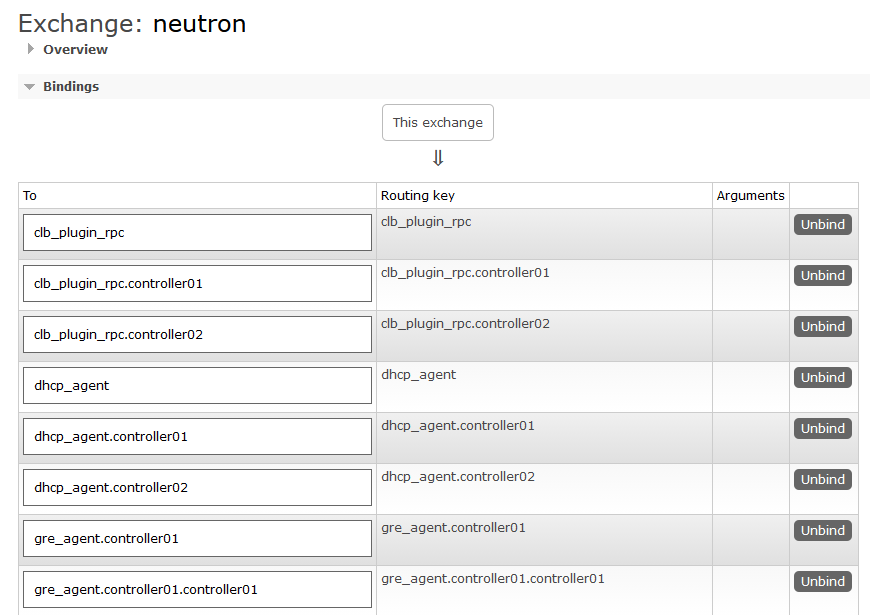 Exchange: neutron
Overview
Bindings
This exchange
To Routing key Arguments
clb_plugin_rpc clb_plugin_rpc Unbind
clb_plugin_rpc.controller01 clb_plugin_rpc.controller01 Unbind
clb_plugin_rpc.controller02 clb_plugin_rpc.controller02 Unbind
dhcp_agent dhcp_agent Unbind
dhcp_agent.controller01 dhcp_agent.controller01 Unbind
dhcp_agent.controller02 dhcp_agent.controller02 Unbind
gre_agent.controller01 gre_agent.controller01 Unbind
gre_agent.controller01.controller01 gre_agent.controller01.controller01 Unbind